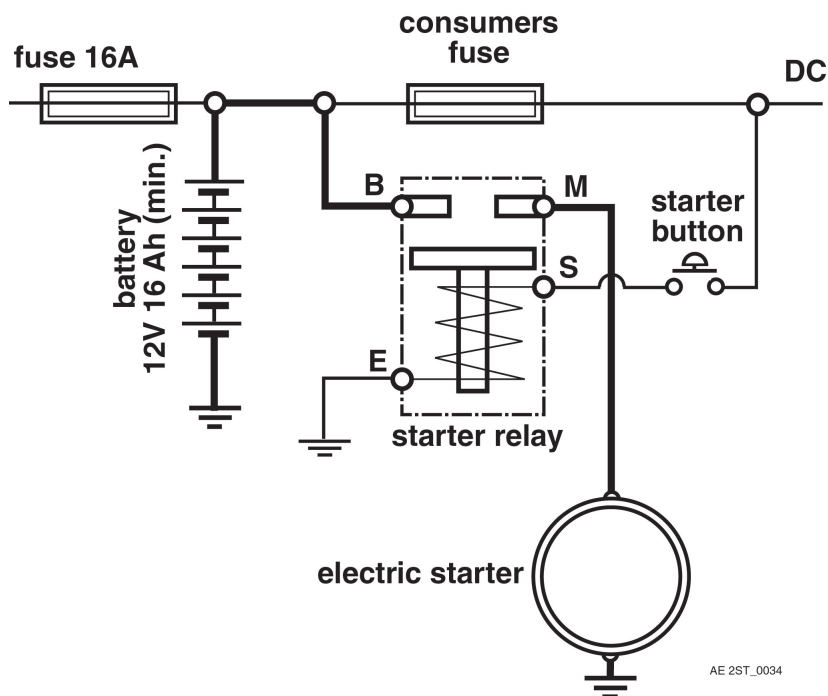 consumers
fuse
fuse 16A
DC
battery
12V 16 Ah (min.)
B
M
starter
button
S
E
starter relay
electric starter
AE 2ST_0034